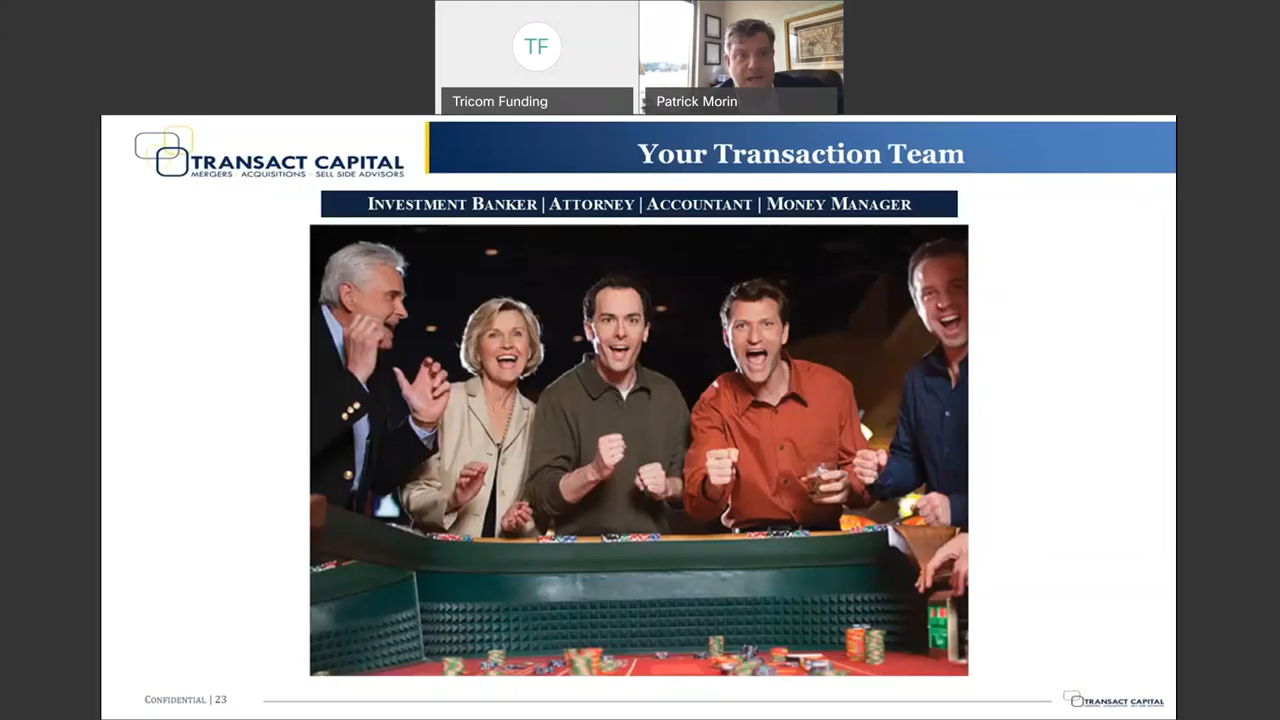 TF
Tricom Funding
Patrick Morin
TRANSACT CAPITAL
MERGERS ACQUISITIONS SELL SIDE ADVISORS
Your Transaction Team
INVESTMENT BANKER | ATTORNEY | ACCOUNTANT | MONEY MANAGER
CONFIDENTIAL | 23
TRANSACT CAPITAL